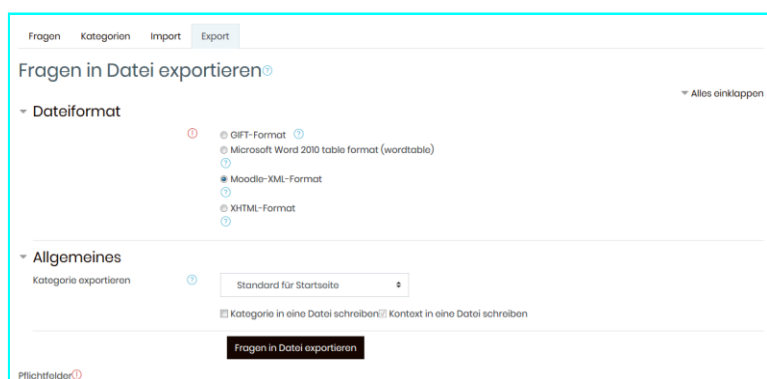 Fragen Kategorien Import Export
Fragen in Datei exportieren
Alles einklappen
Dateiformat
GIFT-Format
Microsoft Word 2010 table format (wordtable)
Moodle-XML-Format
XHTML-Format
Allgemeines
Kategorie exportieren Standard für Startseite
Kategorie in eine Datei schreiben Kontext in eine Datei schreiben
Fragen in Datei exportieren
Pflichtfelder